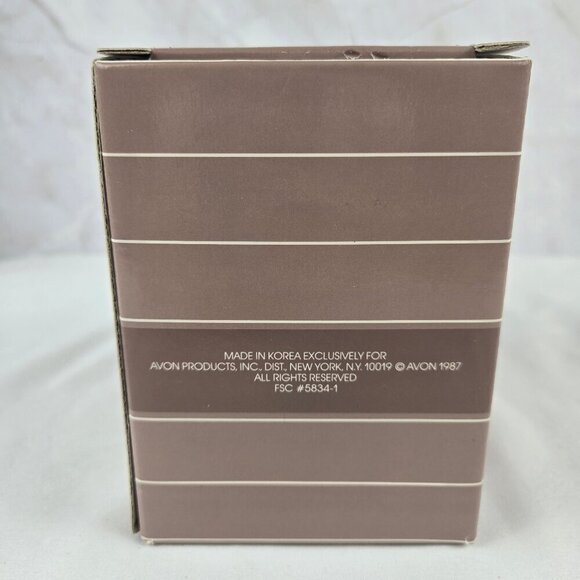 MADE IN KOREA EXCLUSIVELY FOR
AVON PRODUCTS, INC., DIST., NEW YORK, N.Y. 10019 © AVON 1987
ALL RIGHTS RESERVED
FSC #5834-1